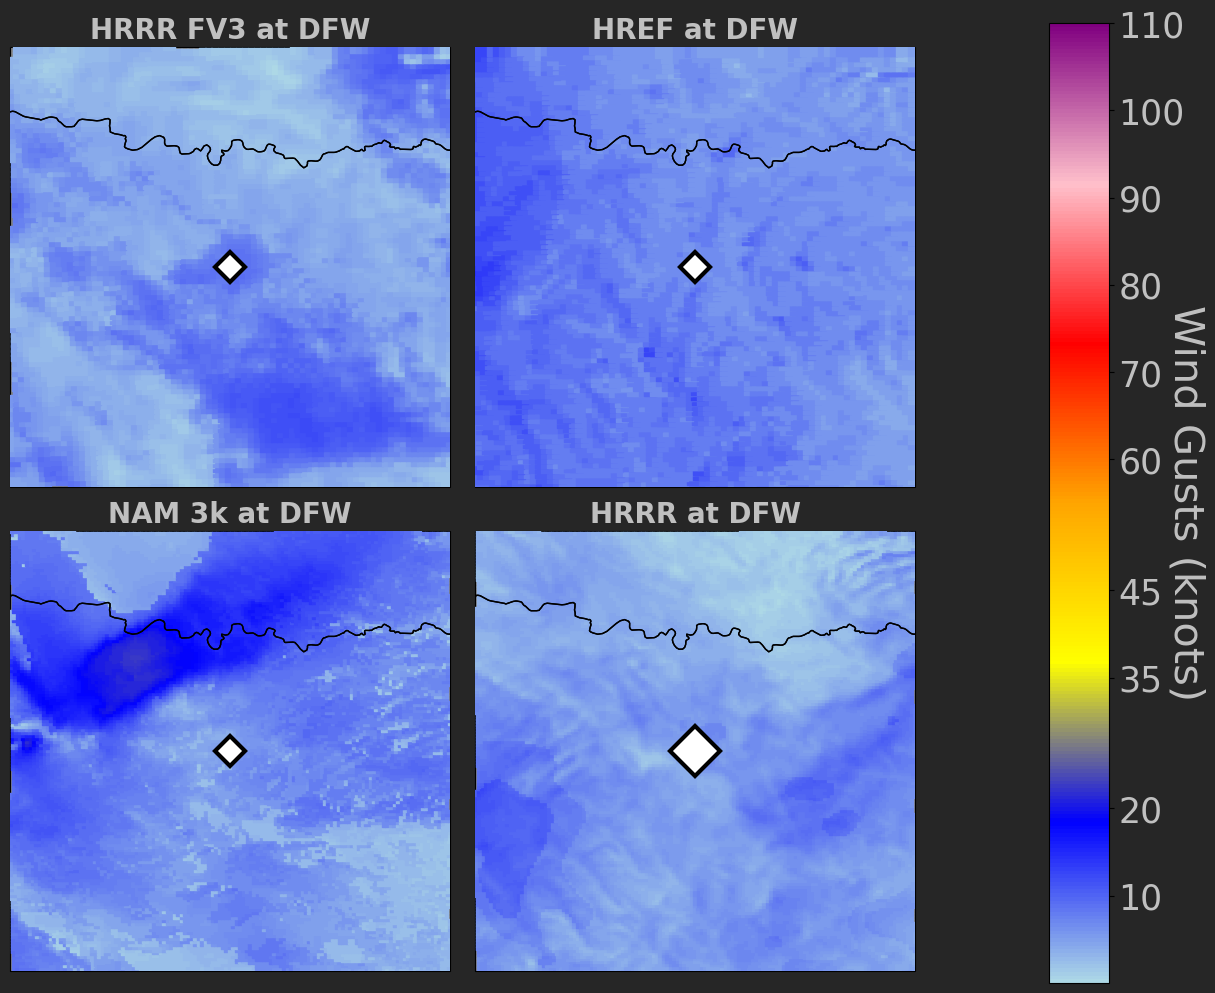 HRRR FV3 at DFW
HREF at DFW
NAM 3k at DFW
HRRR at DFW
110
100
90
80
70
60
45
35
20
10
Wind Gusts (knots)